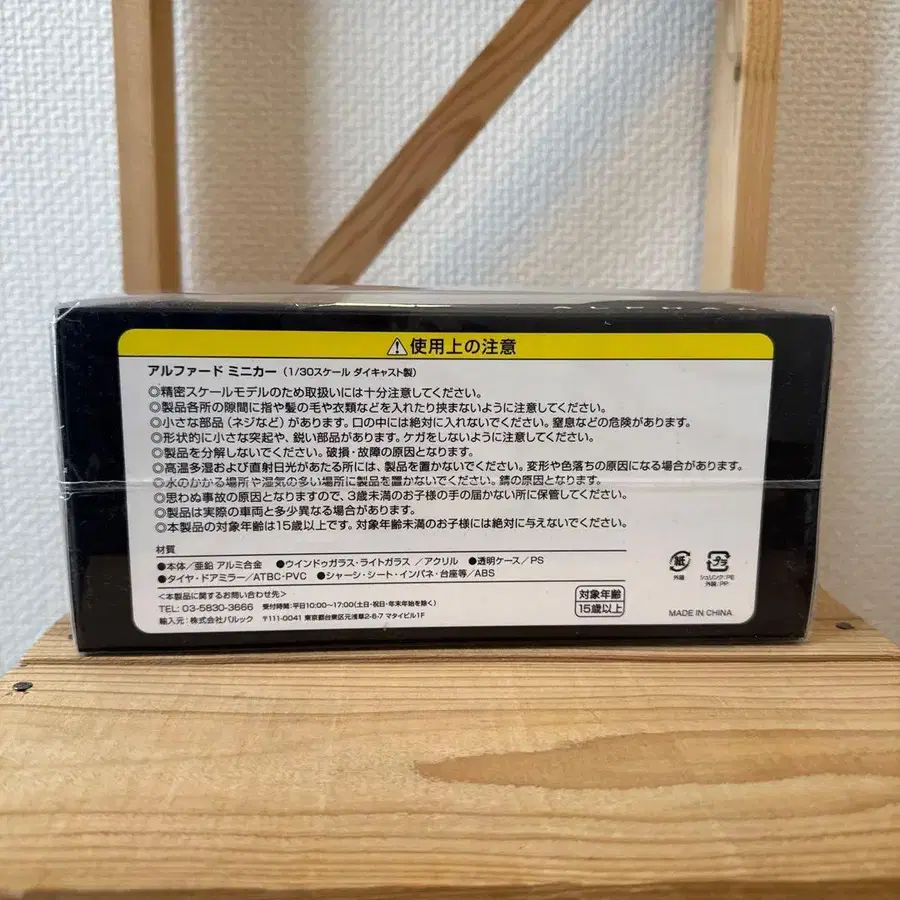 ALPHAR
⚠使用上の注意
アルファード ミニカー（1/30スケール ダイキャスト製）
◎精密スケールモデルのため取扱いには十分注意してください。
◎製品各所の隙間に指や髪の毛や衣類などを入れたり挟まないように注意してください。
◎小さな部品（ネジなど）があります。口の中には絶対に入れないでください。窒息などの危険があります。
◎形状的に小さな突起や、鋭い部品があります。ケガをしないように注意してください。
◎製品を分解しないでください。破損・故障の原因となります。
◎高温多湿および直射日光があたる所には、製品を置かないでください。変形や色落ちの原因になる場合があります。
◎水のかかる場所や湿気の多い場所に製品を置かないでください。錆の原因となります。
◎思わぬ事故の原因となりますので、3歳未満のお子様の手の届かない所に保管してください。
◎製品は実際の車両と多少異なる場合があります。
◎本製品の対象年齢は15歳以上です。対象年齢未満のお子様には絶対に与えないでください。
材質
●本体／亜鉛 アルミ合金 ●ウインドゥガラス・ライトガラス ／アクリル ●透明ケース／PS
●タイヤ・ドアミラー／ATBC-PVC ●シャーシ・シート・インパネ・台座等／ABS
紙 外箱
プラ シュリンク:PE 外装:PP
＜本製品に関するお問い合わせ先＞
TEL: 03-5830-3666 受付時間:平日10:00～17:00(土日・祝日・年末年始を除く)
輸入元：株式会社バルック 〒111-0041 東京都台東区元浅草2-6-7 マタイビル1F
対象年齢
15歳以上
MADE IN CHINA